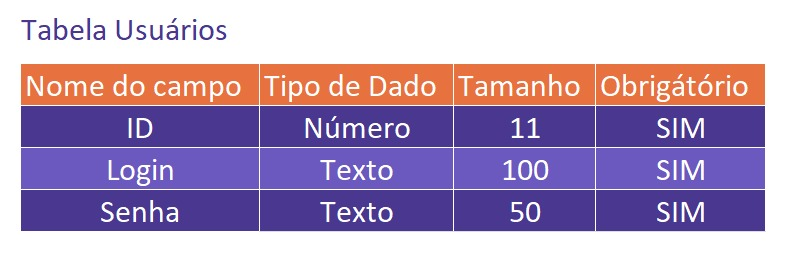 Tabela Usuários
Nome do campo Tipo de Dado Tamanho Obrigátório
ID Número 11 SIM
Login Texto 100 SIM
Senha Texto 50 SIM